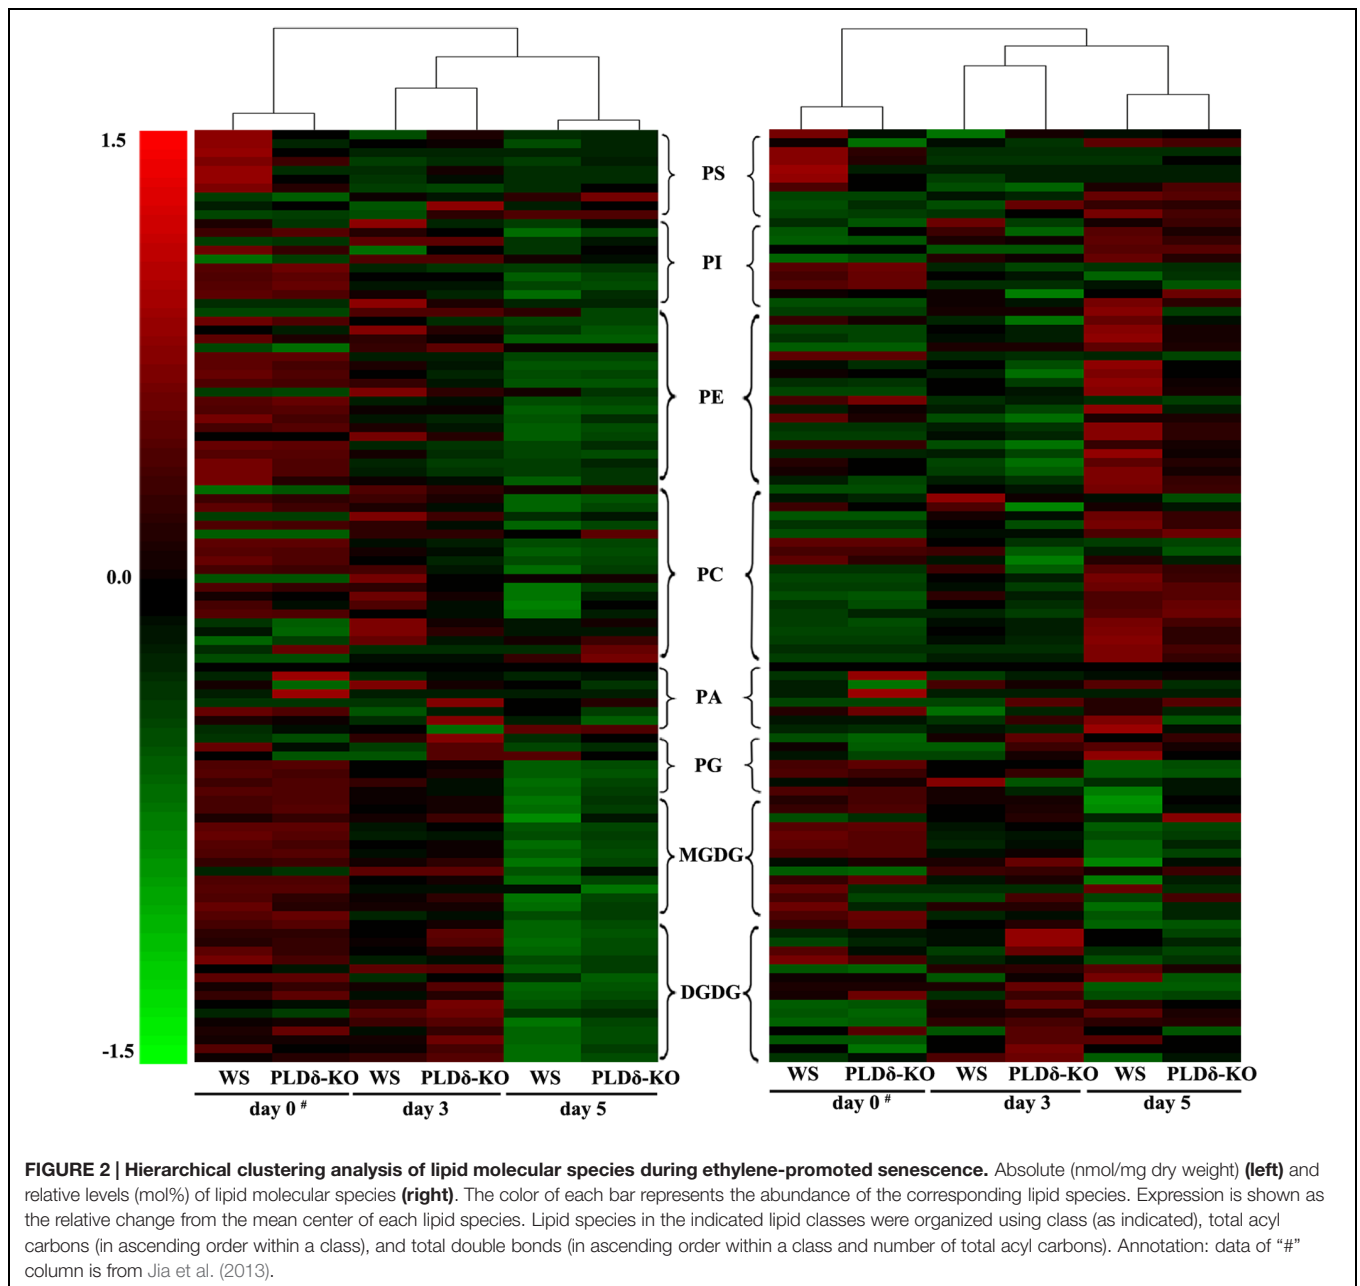 1.5
0.0
-1.5
PS
PI
PE
PC
PA
PG
MGDG
DGDG
WS PLDδ-KO WS PLDδ-KO WS PLDδ-KO
day 0 # day 3 day 5
WS PLDδ-KO WS PLDδ-KO WS PLDδ-KO
day 0 # day 3 day 5
FIGURE 2 | Hierarchical clustering analysis of lipid molecular species during ethylene-promoted senescence. Absolute (nmol/mg dry weight) (left) and
relative levels (mol%) of lipid molecular species (right). The color of each bar represents the abundance of the corresponding lipid species. Expression is shown as
the relative change from the mean center of each lipid species. Lipid species in the indicated lipid classes were organized using class (as indicated), total acyl
carbons (in ascending order within a class), and total double bonds (in ascending order within a class and number of total acyl carbons). Annotation: data of “#”
column is from Jia et al. (2013).